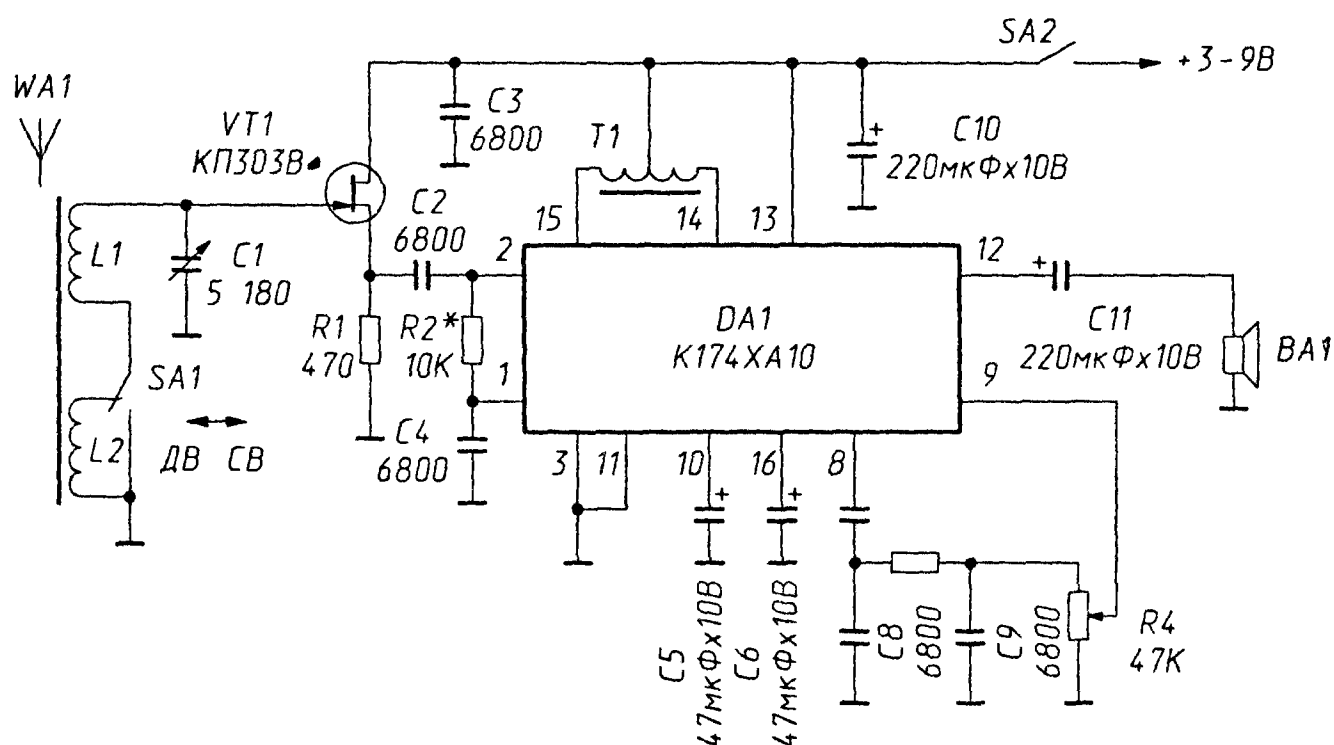 SA2
+3-9В
WA1
VT1
КП303В
C3
6800
T1
C10
220мкФх10В
C2
6800
15
14
13
2
12
L1
C1
5 180
R1
470
R2*
10К
DA1
К174ХА10
C11
220мкФх10В
BA1
SA1
1
9
L2
ДВ СВ
C4
6800
3
11
10
16
8
C5
47мкФх10В
C6
47мкФх10В
C8
6800
C9
6800
R4
47К